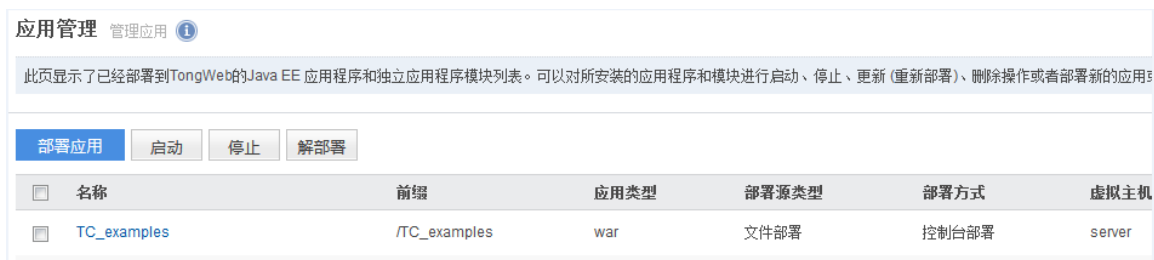 应用管理 管理应用
此页显示了已经部署到TongWeb的Java EE 应用程序和独立应用程序模块列表。可以对所安装的应用程序和模块进行启动、停止、更新 (重新部署)、删除操作或者部署新的应用
部署应用 启动 停止 解部署
名称 前缀 应用类型 部署源类型 部署方式 虚拟主机
TC_examples /TC_examples war 文件部署 控制台部署 server